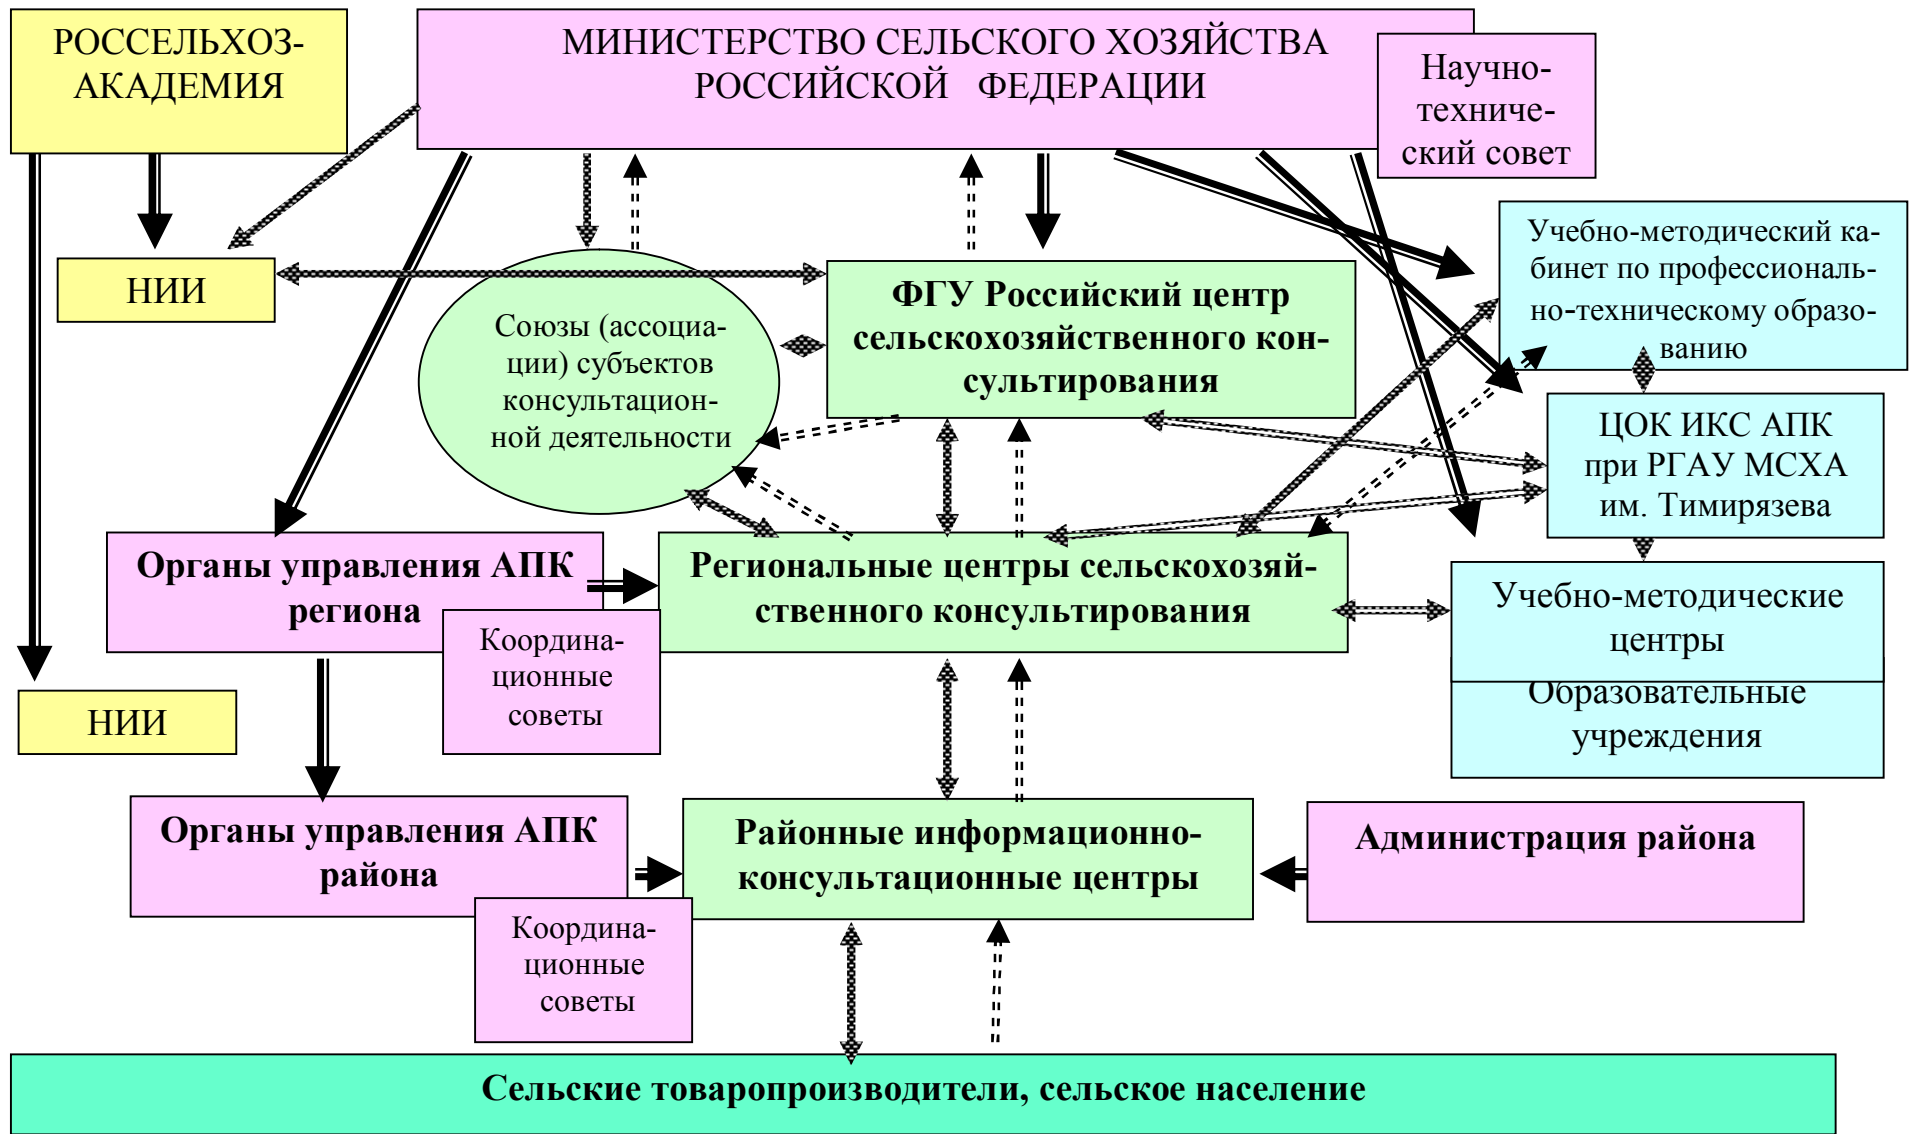 РОССЕЛЬХОЗ-
АКАДЕМИЯ
МИНИСТЕРСТВО СЕЛЬСКОГО ХОЗЯЙСТВА
РОССИЙСКОЙ ФЕДЕРАЦИИ
Научно-
техниче-
ский совет
НИИ
Союзы (ассоциа-
ции) субъектов
консультацион-
ной деятельности
ФГУ Российский центр
сельскохозяйственного кон-
сультирования
Учебно-методический ка-
бинет по профессиональ-
но-техническому образо-
ванию
ЦОК ИКС АПК
при РГАУ МСХА
им. Тимирязева
Органы управления АПК
региона
Координа-
ционные
советы
Региональные центры сельскохозяй-
ственного консультирования
Учебно-методические
центры
Образовательные
учреждения
НИИ
Органы управления АПК
района
Координа-
ционные
советы
Районные информационно-
консультационные центры
Администрация района
Сельские товаропроизводители, сельское население